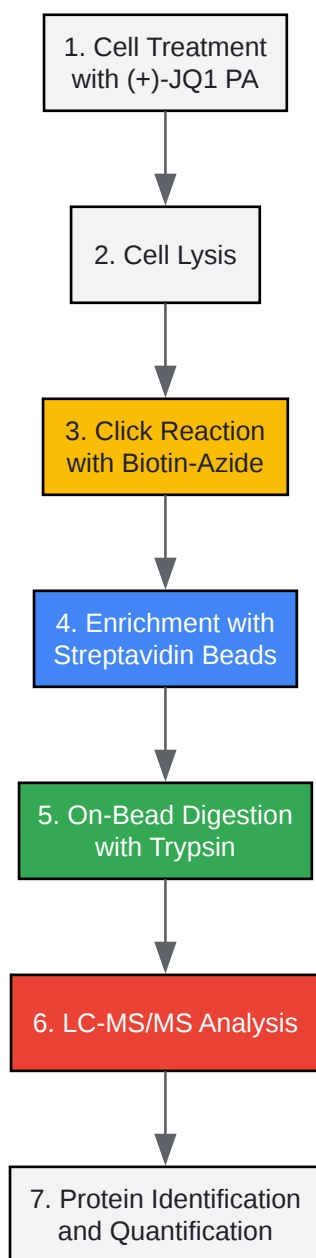 1. Cell Treatment
with (+)-JQ1 PA
2. Cell Lysis
3. Click Reaction
with Biotin-Azide
4. Enrichment with
Streptavidin Beads
5. On-Bead Digestion
with Trypsin
6. LC-MS/MS Analysis
7. Protein Identification
and Quantification